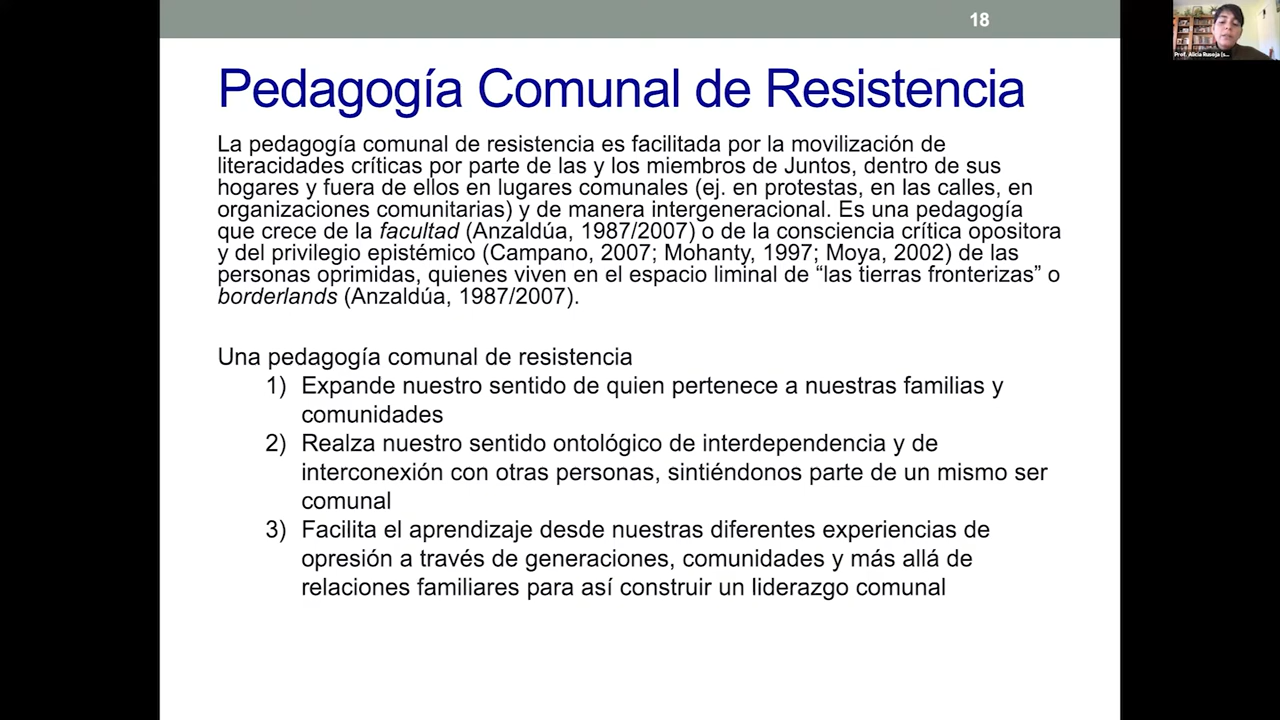 18
Pedagogía Comunal de Resistencia
La pedagogía comunal de resistencia es facilitada por la movilización de
literacidades críticas por parte de las y los miembros de Juntos, dentro de sus
hogares y fuera de ellos en lugares comunales (ej. en protestas, en las calles, en
organizaciones comunitarias) y de manera intergeneracional. Es una pedagogía
que crece de la facultad (Anzaldúa, 1987/2007) o de la consciencia crítica opositora
y del privilegio epistémico (Campano, 2007; Mohanty, 1997; Moya, 2002) de las
personas oprimidas, quienes viven en el espacio liminal de “las tierras fronterizas” o
borderlands (Anzaldúa, 1987/2007).
Una pedagogía comunal de resistencia
1) Expande nuestro sentido de quien pertenece a nuestras familias y
comunidades
2) Realza nuestro sentido ontológico de interdependencia y de
interconexión con otras personas, sintiéndonos parte de un mismo ser
comunal
3) Facilita el aprendizaje desde nuestras diferentes experiencias de
opresión a través de generaciones, comunidades y más allá de
relaciones familiares para así construir un liderazgo comunal
Prof. Alicia Rusoja (s...